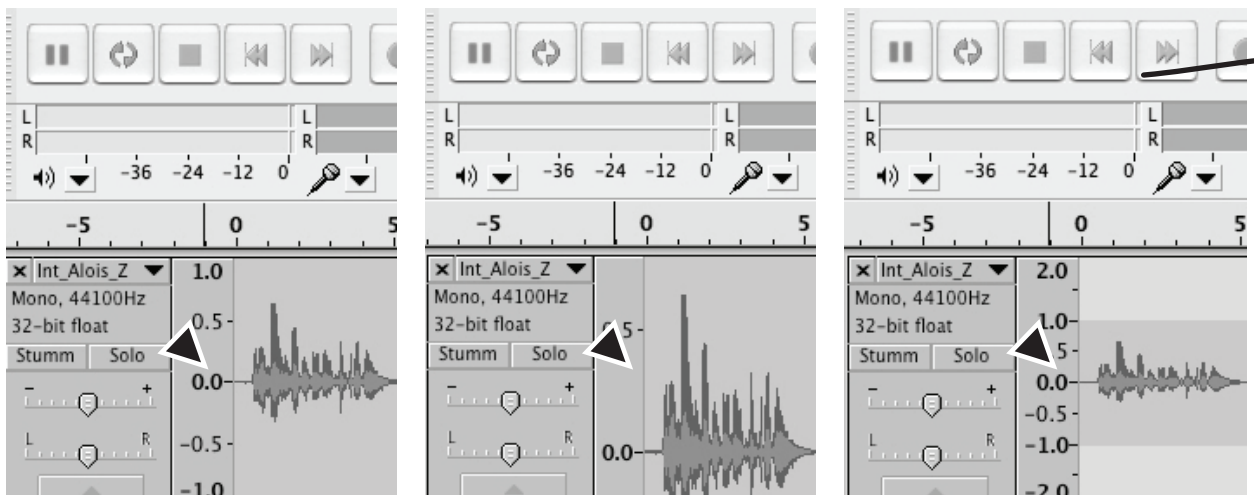 L L
R R
-36 -24 -12 0
-5 0 5
Int_Alois_Z 1.0
Mono, 44100Hz
32-bit float 0.5
Stumm Solo
- + 0.0
L R -0.5
-1.0
L L
R R
-36 -24 -12 0
-5 0 5
Int_Alois_Z
Mono, 44100Hz
32-bit float
Stumm Solo
- +
L R 0.0
L L
R R
-36 -24 -12 0
-5 0 5
Int_Alois_Z 2.0
Mono, 44100Hz
32-bit float 1.0
Stumm Solo
- + 0.0
-0.5
L R -1.0
-2.0